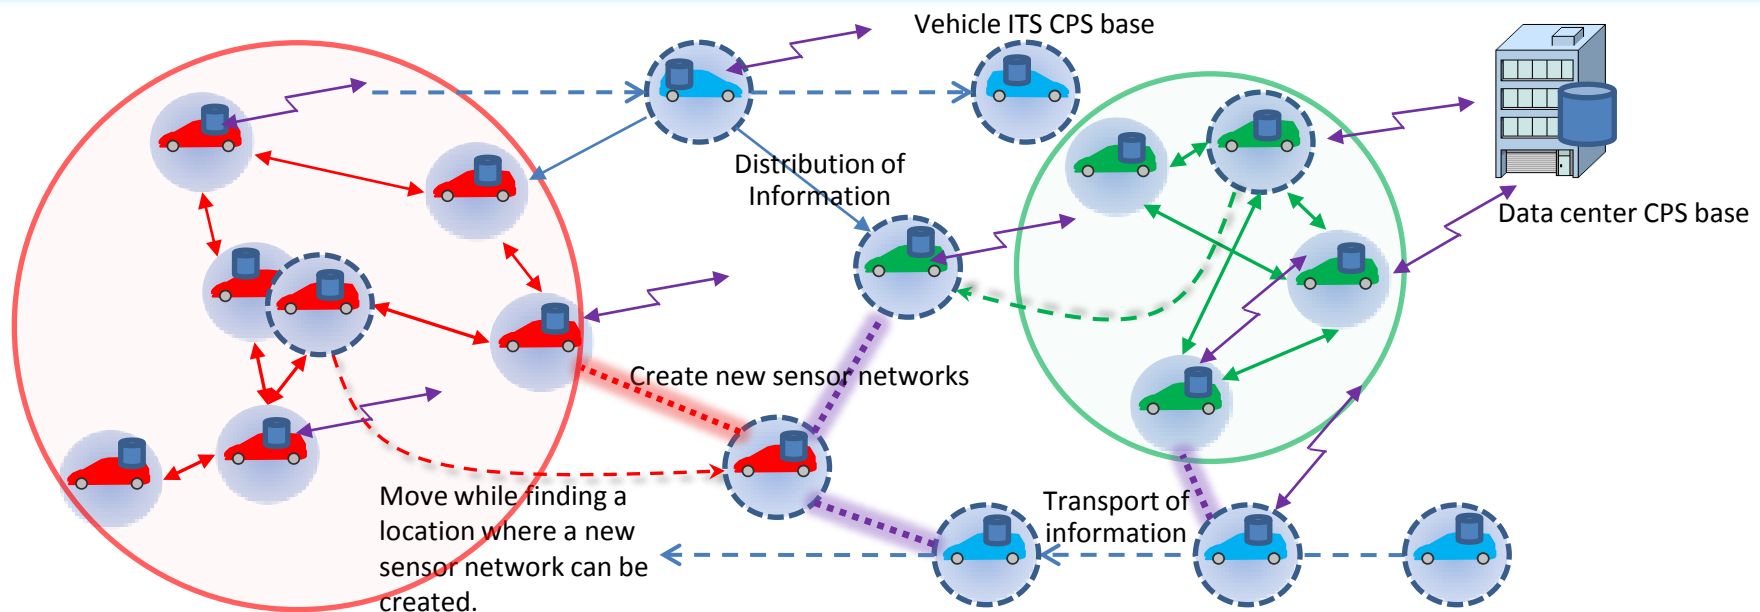 Vehicle ITS CPS base
Distribution of
Information
Data center CPS base
Create new sensor networks
Move while finding a
location where a new
sensor network can be
created.
Transport of
information